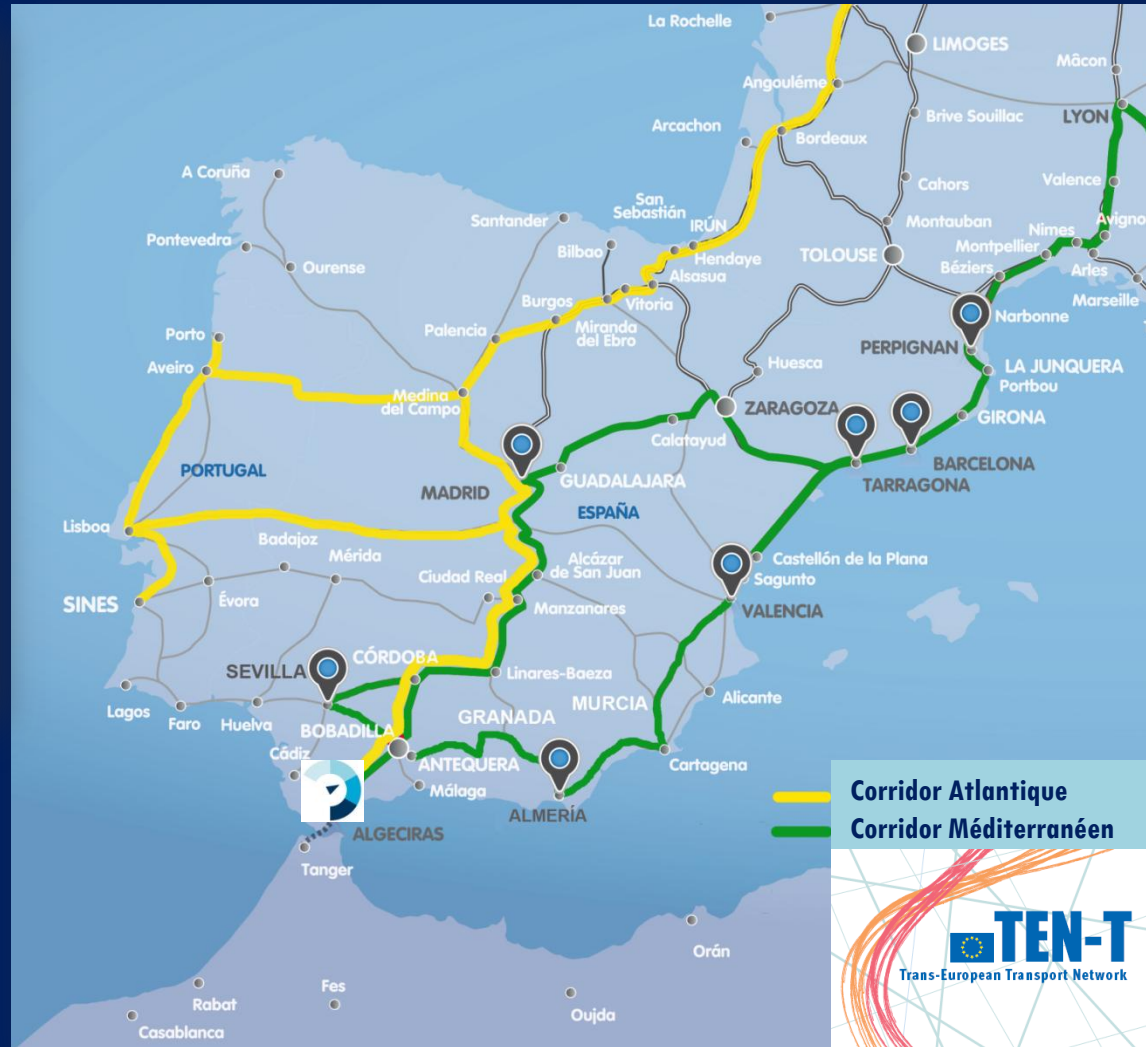 La Rochelle
LIMOGES
Mâcon
Angouléme
Arcachon
Bordeaux
Brive Souillac
LYON
A Coruña
Cahors
Valence
San
Sebastián
Santander
IRÚN
Montauban
Nimes
Avigno
Pontevedra
Bilbao
Hendaye
TOLOUSE
Montpellier
Ourense
Alsasua
Béziers
Arles
Marseille
Burgos
Vitoria
Narbonne
Porto
Palencia
Miranda
del Ebro
PERPIGNAN
Aveiro
Huesca
LA JUNQUERA
Portbou
Medina
del Campo
ZARAGOZA
GIRONA
Calatayud
PORTUGAL
BARCELONA
MADRID
GUADALAJARA
TARRAGONA
ESPAÑA
Lisboa
Badajoz
Mérida
Alcázar
de San Juan
Castellón de la Plana
Ciudad Real
Sagunto
SINES
Évora
Manzanares
VALENCIA
CÓRDOBA
SEVILLA
Linares-Baeza
Alicante
Lagos
Faro
Huelva
GRANADA
MURCIA
BOBADILLA
Cádiz
ANTEQUERA
Cartagena
Málaga
ALMERÍA
ALGECIRAS
Tanger
Corridor Atlantique
Corridor Méditerranéen
TEN-T
Trans-European Transport Network
Orán
Rabat
Fes
Oujda
Casablanca